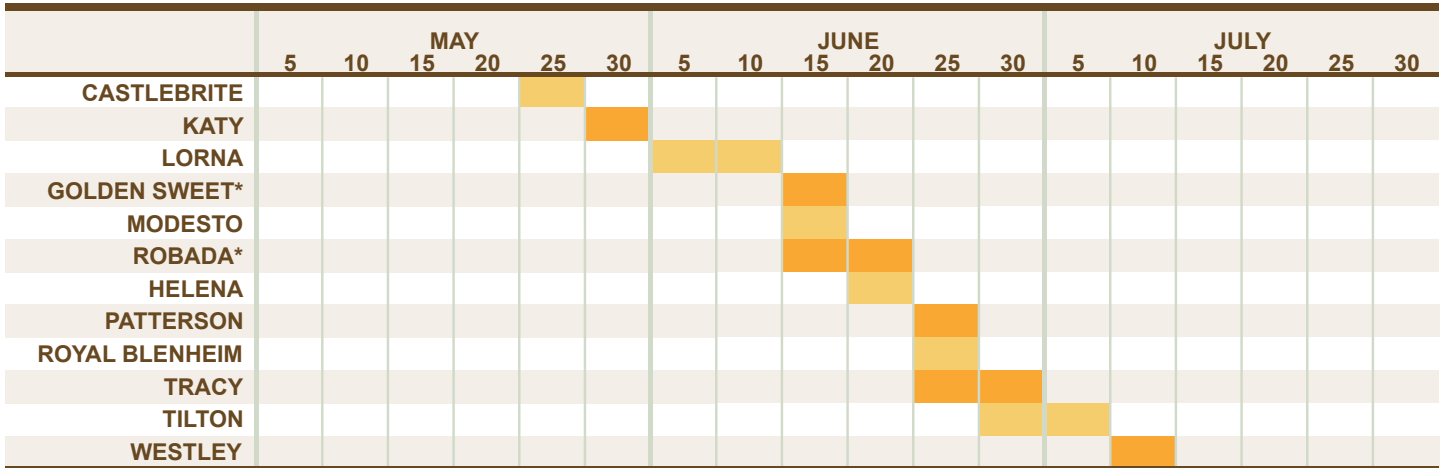 MAY JUNE JULY
5 10 15 20 25 30 5 10 15 20 25 30 5 10 15 20 25 30
CASTLEBRITE
KATY
LORNA
GOLDEN SWEET*
MODESTO
ROBADA*
HELENA
PATTERSON
ROYAL BLENHEIM
TRACY
TILTON
WESTLEY